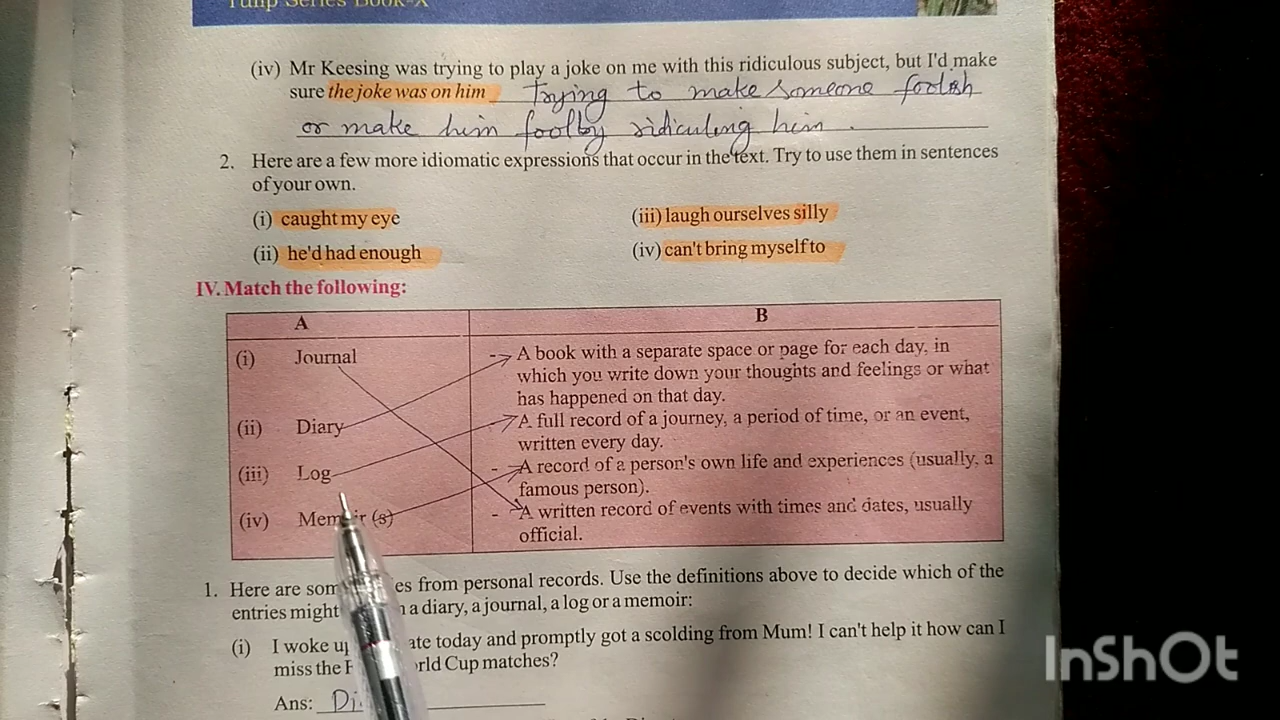 Tulip Series Book-X
(iv) Mr Keesing was trying to play a joke on me with this ridiculous subject, but I'd make
sure the joke was on him Trying to make someone foolish
or make him fool by ridiculing him.
2. Here are a few more idiomatic expressions that occur in the text. Try to use them in sentences
of your own.
(i) caught my eye (iii) laugh ourselves silly
(ii) he'd had enough (iv) can't bring myself to
IV. Match the following:
A B
(i) Journal - A book with a separate space or page for each day, in
which you write down your thoughts and feelings or what
has happened on that day.
(ii) Diary - A full record of a journey, a period of time, or an event,
written every day.
(iii) Log - A record of a person's own life and experiences (usually, a
famous person).
(iv) Memoir (s) - A written record of events with times and dates, usually
official.
1. Here are from personal records. Use the definitions above to decide which of the
entries might a diary, a journal, a log or a memoir:
(i) I woke today and promptly got a scolding from Mum! I can't help it how can I
miss the Cup matches?
Ans:
InShOt